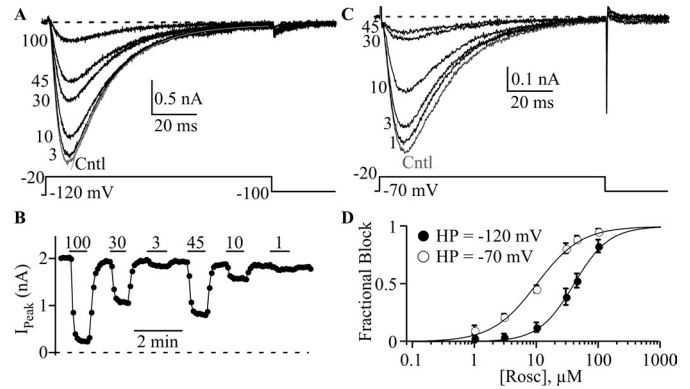 A
100
45
30
10
3
Cntl
0.5 nA
20 ms
-20
-120 mV
-100
C
45
30
10
3
1
Cntl
0.1 nA
20 ms
-20
-70 mV
B
100 30 3 45 10 1
2
1
0
I Peak (nA)
2 min
D
HP = -120 mV
HP = -70 mV
1
0.5
0
Fractional Block
0.1 1 10 100 1000
[Rosc], µM